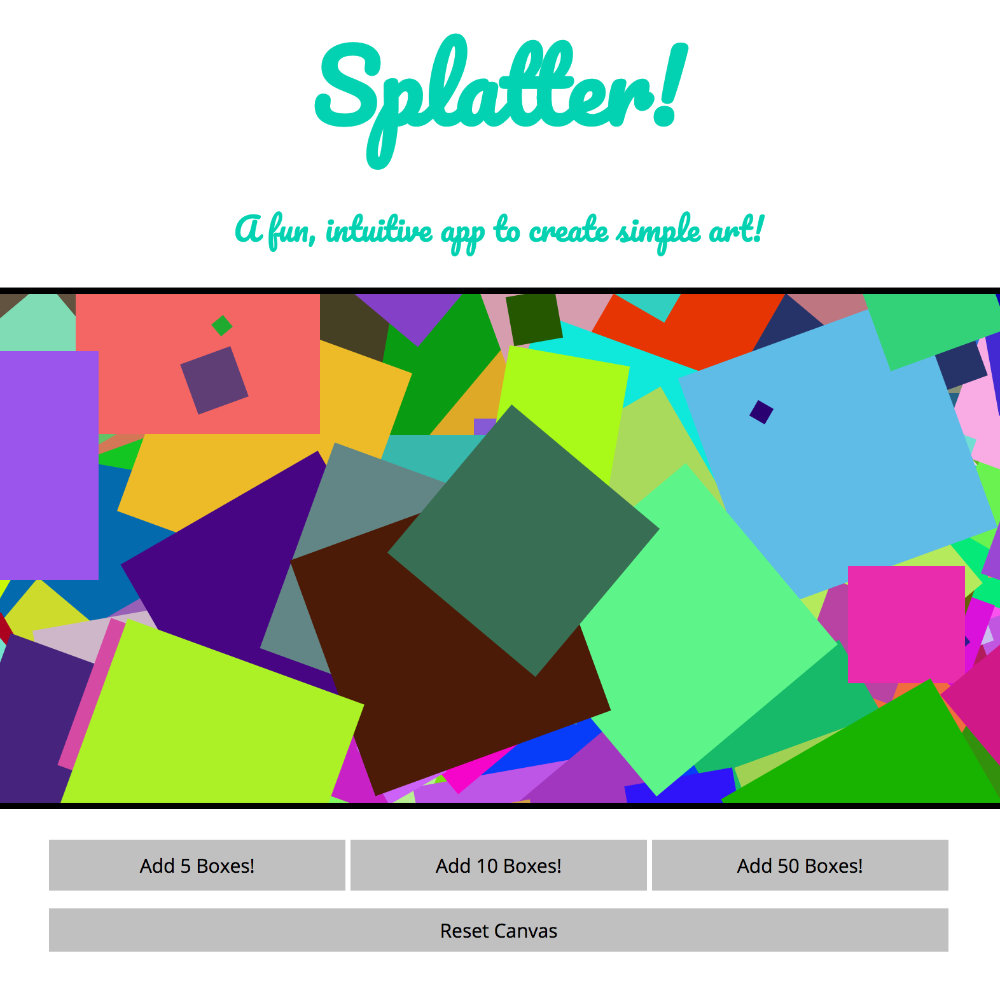 Splatter!
A fun, intuitive app to create simple art!
Add 5 Boxes!
Add 10 Boxes!
Add 50 Boxes!
Reset Canvas